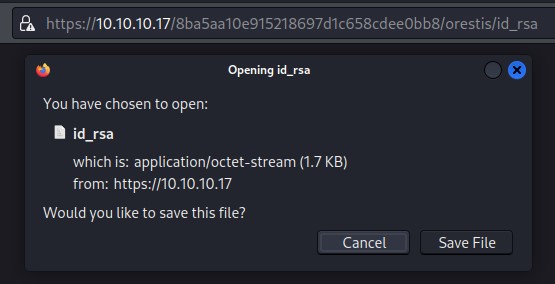 https://10.10.10.17/8ba5aa10e915218697d1c658cdee0bb8/orestis/id_rsa
Opening id_rsa
You have chosen to open:
id_rsa
which is: application/octet-stream (1.7 KB)
from: https://10.10.10.17
Would you like to save this file?
Cancel Save File